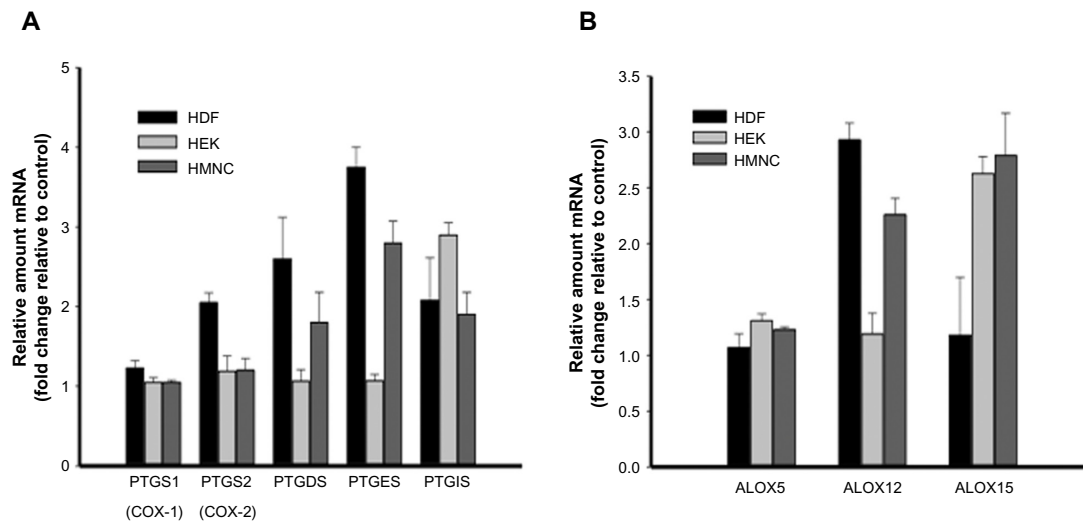 A
Relative amount mRNA
(fold change relative to control)
5
4
3
2
1
0
HDF
HEK
HMNC
PTGS1
(COX-1)
PTGS2
(COX-2)
PTGDS
PTGES
PTGIS
B
Relative amount mRNA
(fold change relative to control)
3.5
3.0
2.5
2.0
1.5
1.0
0.5
0.0
HDF
HEK
HMNC
ALOX5
ALOX12
ALOX15